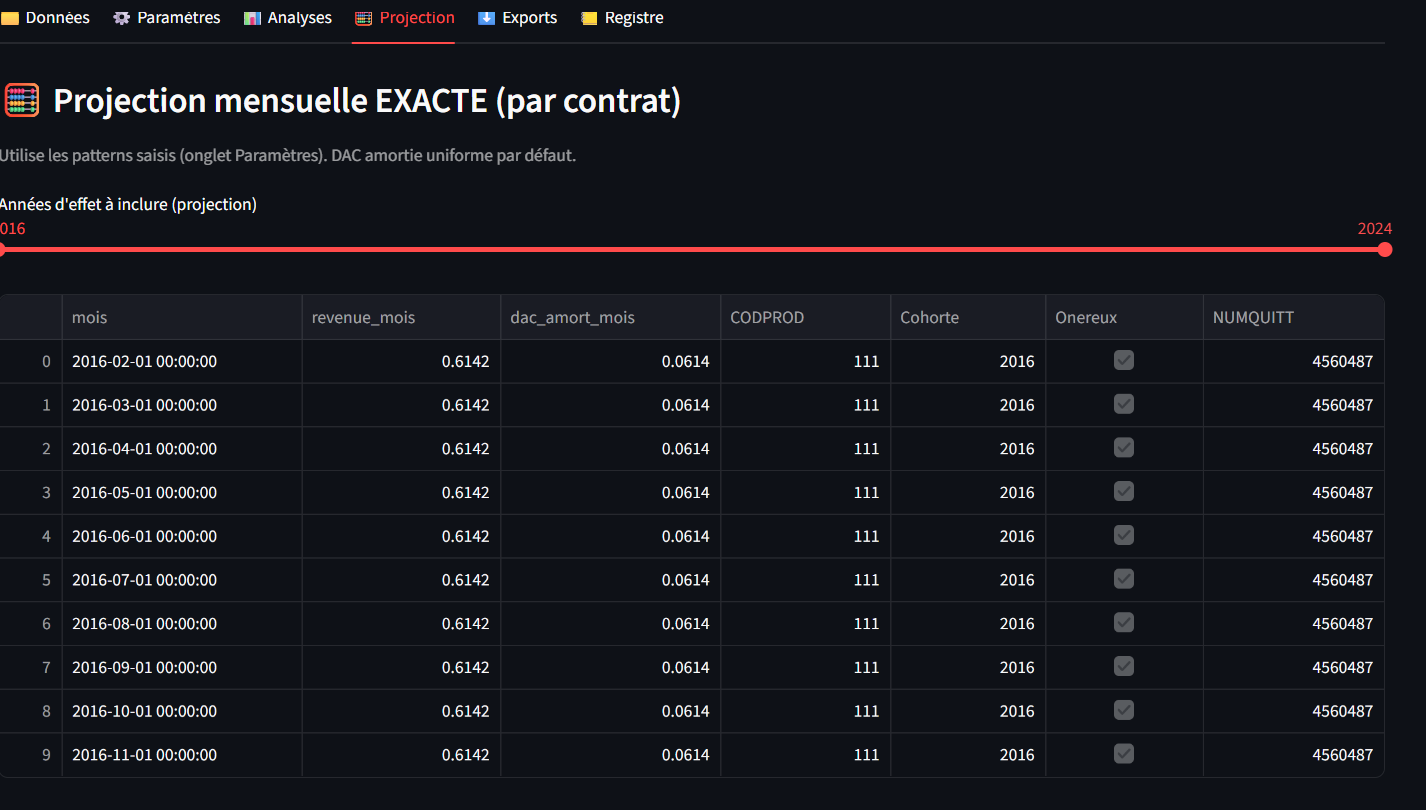 Données Paramètres Analyses Projection Exports Registre
Projection mensuelle EXACTE (par contrat)
Utilise les patterns saisis (onglet Paramètres). DAC amortie uniforme par défaut.
Années d'effet à inclure (projection)
016 2024
mois revenue_mois dac_amort_mois CODPROD Cohorte Onereux NUMQUITT
0 2016-02-01 00:00:00 0.6142 0.0614 111 2016 4560487
1 2016-03-01 00:00:00 0.6142 0.0614 111 2016 4560487
2 2016-04-01 00:00:00 0.6142 0.0614 111 2016 4560487
3 2016-05-01 00:00:00 0.6142 0.0614 111 2016 4560487
4 2016-06-01 00:00:00 0.6142 0.0614 111 2016 4560487
5 2016-07-01 00:00:00 0.6142 0.0614 111 2016 4560487
6 2016-08-01 00:00:00 0.6142 0.0614 111 2016 4560487
7 2016-09-01 00:00:00 0.6142 0.0614 111 2016 4560487
8 2016-10-01 00:00:00 0.6142 0.0614 111 2016 4560487
9 2016-11-01 00:00:00 0.6142 0.0614 111 2016 4560487